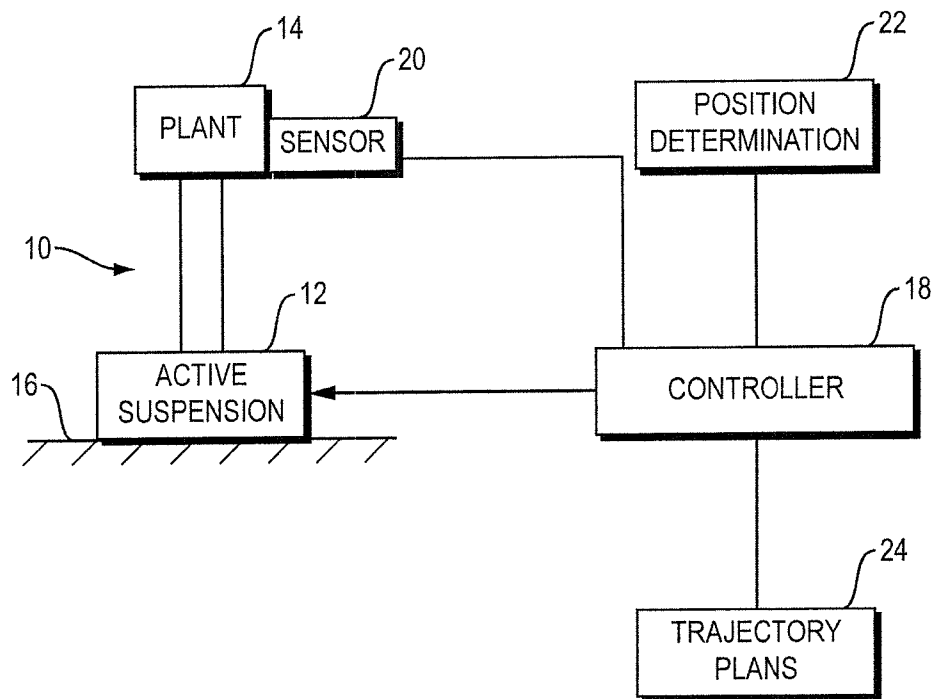 14
20
22
PLANT
SENSOR
POSITION
DETERMINATION
10
12
18
16
ACTIVE
SUSPENSION
CONTROLLER
24
TRAJECTORY
PLANS